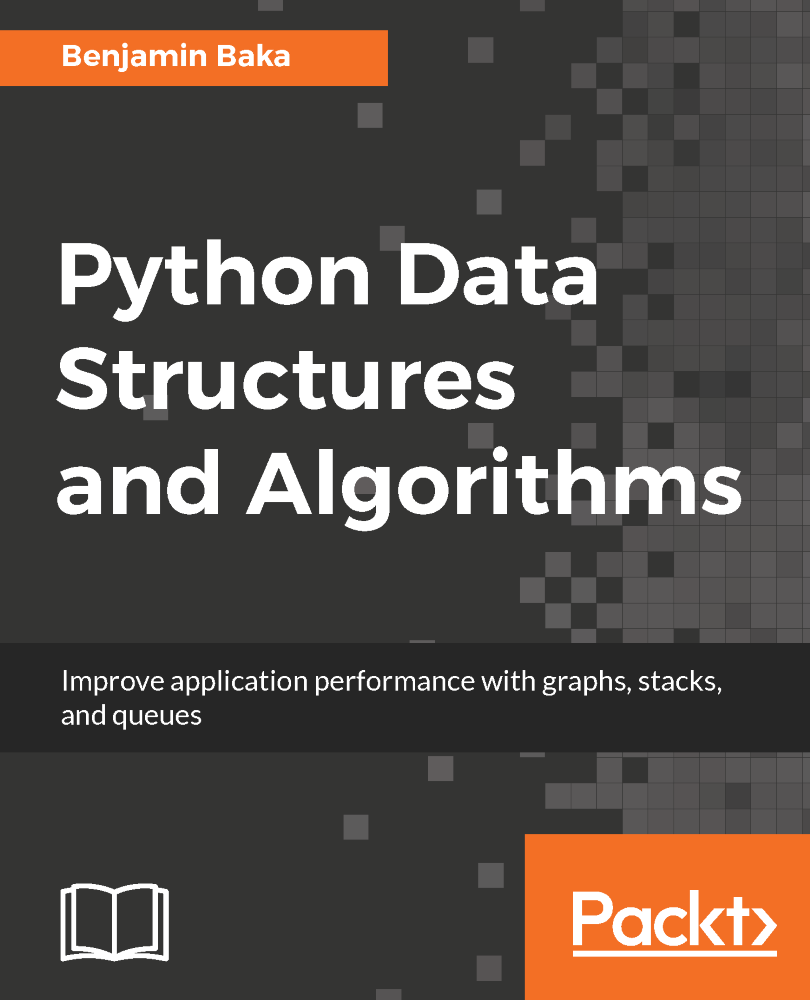 Benjamin Baka
Python Data
Structures
and Algorithms
Improve application performance with graphs, stacks,
and queues
Packt